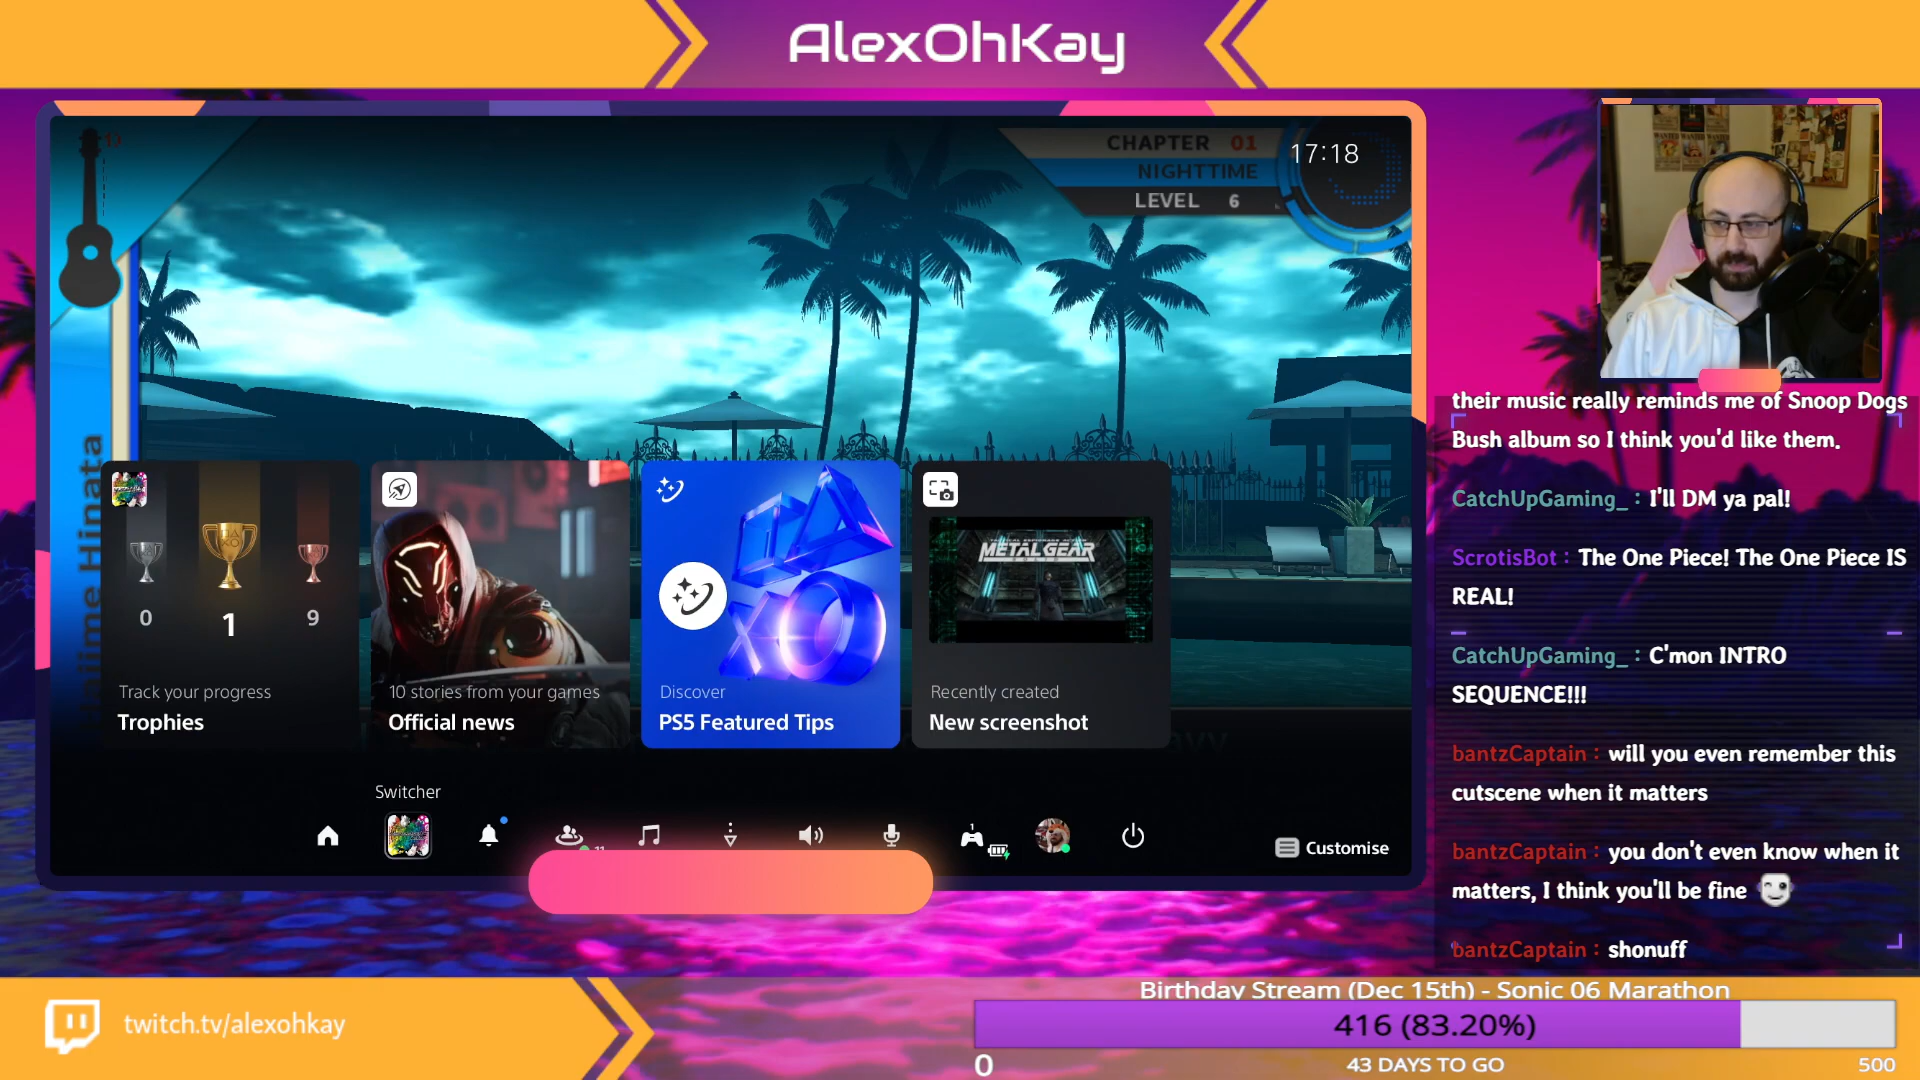 AlexOhKay
CHAPTER 01
NIGHTTIME
LEVEL 6
17:18
Hajime Hinata
0
1
9
Track your progress
Trophies
10 stories from your games
Official news
Discover
PS5 Featured Tips
METAL GEAR
Recently created
New screenshot
Switcher
11
1
Customise
their music really reminds me of Snoop Dogs
Bush album so I think you'd like them.
CatchUpGaming_ : I'll DM ya pal!
ScrotisBot : The One Piece! The One Piece IS
REAL!
CatchUpGaming_ : C'mon INTRO
SEQUENCE!!!
bantzCaptain : will you even remember this
cutscene when it matters
bantzCaptain : you don't even know when it
matters, I think you'll be fine
bantzCaptain : shonuff
twitch.tv/alexohkay
Birthday Stream (Dec 15th) - Sonic 06 Marathon
416 (83.20%)
0
43 DAYS TO GO
500